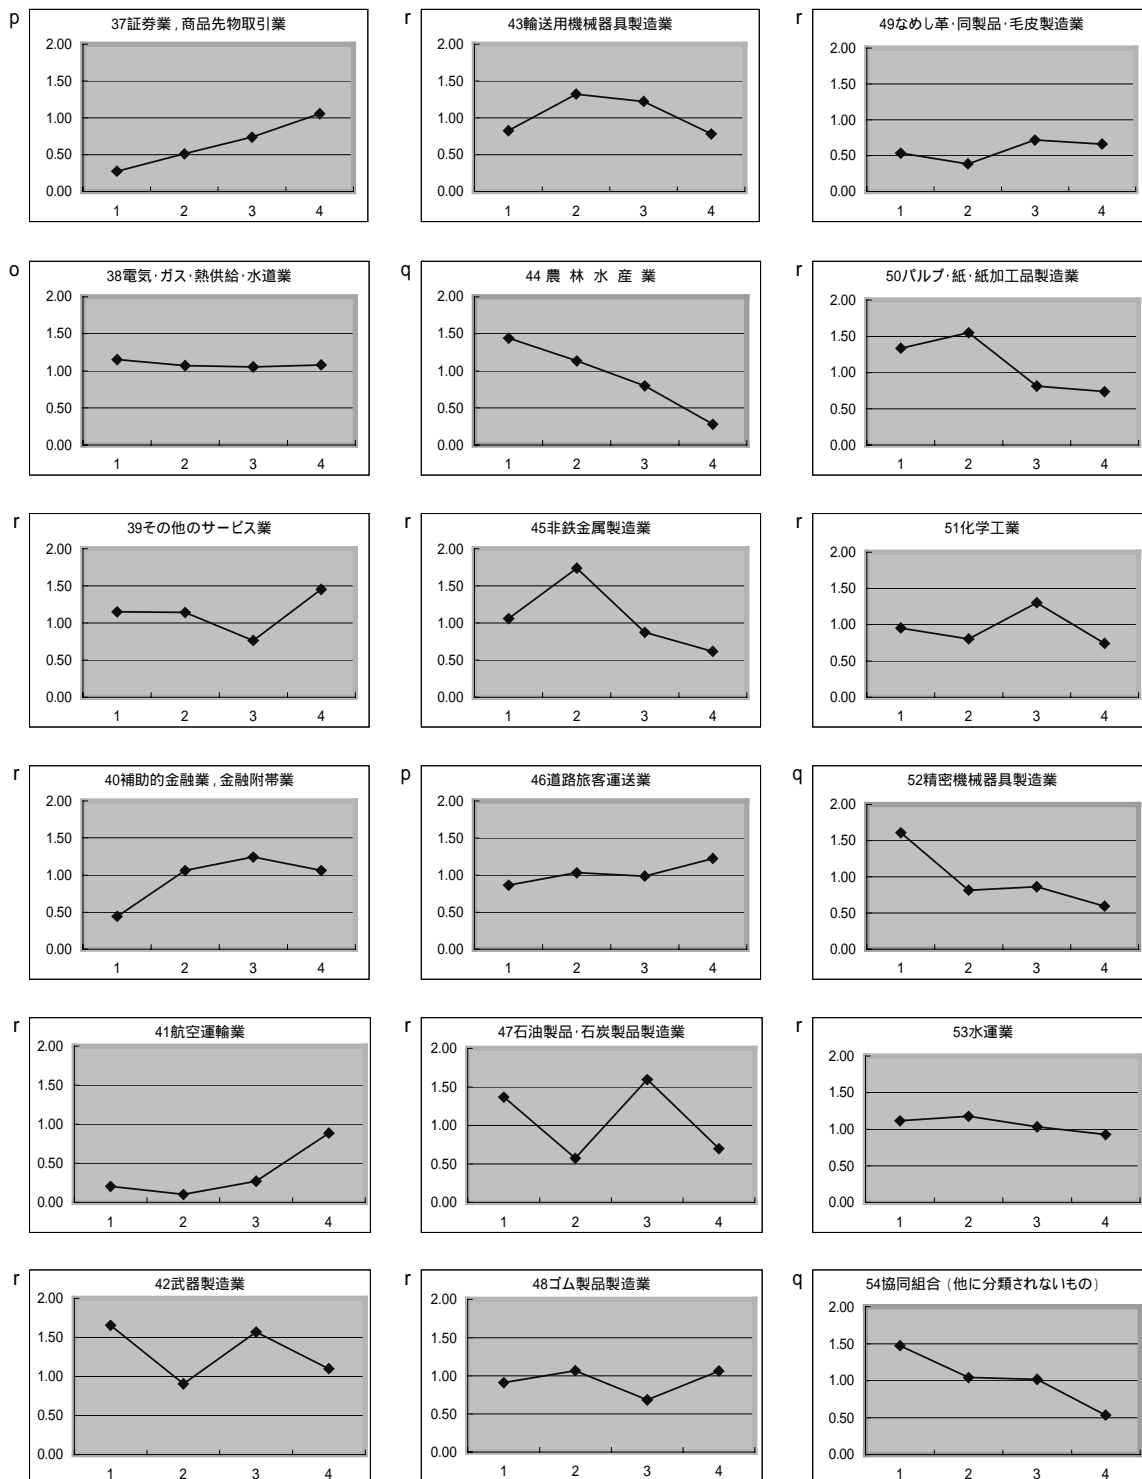 p
37証券業,商品先物取引業
2.00
1.50
1.00
0.50
0.00
1 2 3 4
r
43輸送用機械器具製造業
2.00
1.50
1.00
0.50
0.00
1 2 3 4
r
49なめし革・同製品・毛皮製造業
2.00
1.50
1.00
0.50
0.00
1 2 3 4
o
38電気・ガス・熱供給・水道業
2.00
1.50
1.00
0.50
0.00
1 2 3 4
q
44 農 林 水 産 業
2.00
1.50
1.00
0.50
0.00
1 2 3 4
r
50パルプ・紙・紙加工品製造業
2.00
1.50
1.00
0.50
0.00
1 2 3 4
r
39その他のサービス業
2.00
1.50
1.00
0.50
0.00
1 2 3 4
r
45非鉄金属製造業
2.00
1.50
1.00
0.50
0.00
1 2 3 4
r
51化学工業
2.00
1.50
1.00
0.50
0.00
1 2 3 4
r
40補助的金融業,金融附帯業
2.00
1.50
1.00
0.50
0.00
1 2 3 4
p
46道路旅客運送業
2.00
1.50
1.00
0.50
0.00
1 2 3 4
q
52精密機械器具製造業
2.00
1.50
1.00
0.50
0.00
1 2 3 4
r
41航空運輸業
2.00
1.50
1.00
0.50
0.00
1 2 3 4
r
47石油製品・石炭製品製造業
2.00
1.50
1.00
0.50
0.00
1 2 3 4
r
53水運業
2.00
1.50
1.00
0.50
0.00
1 2 3 4
r
42武器製造業
2.00
1.50
1.00
0.50
0.00
1 2 3 4
r
48ゴム製品製造業
2.00
1.50
1.00
0.50
0.00
1 2 3 4
q
54協同組合(他に分類されないもの)
2.00
1.50
1.00
0.50
0.00
1 2 3 4